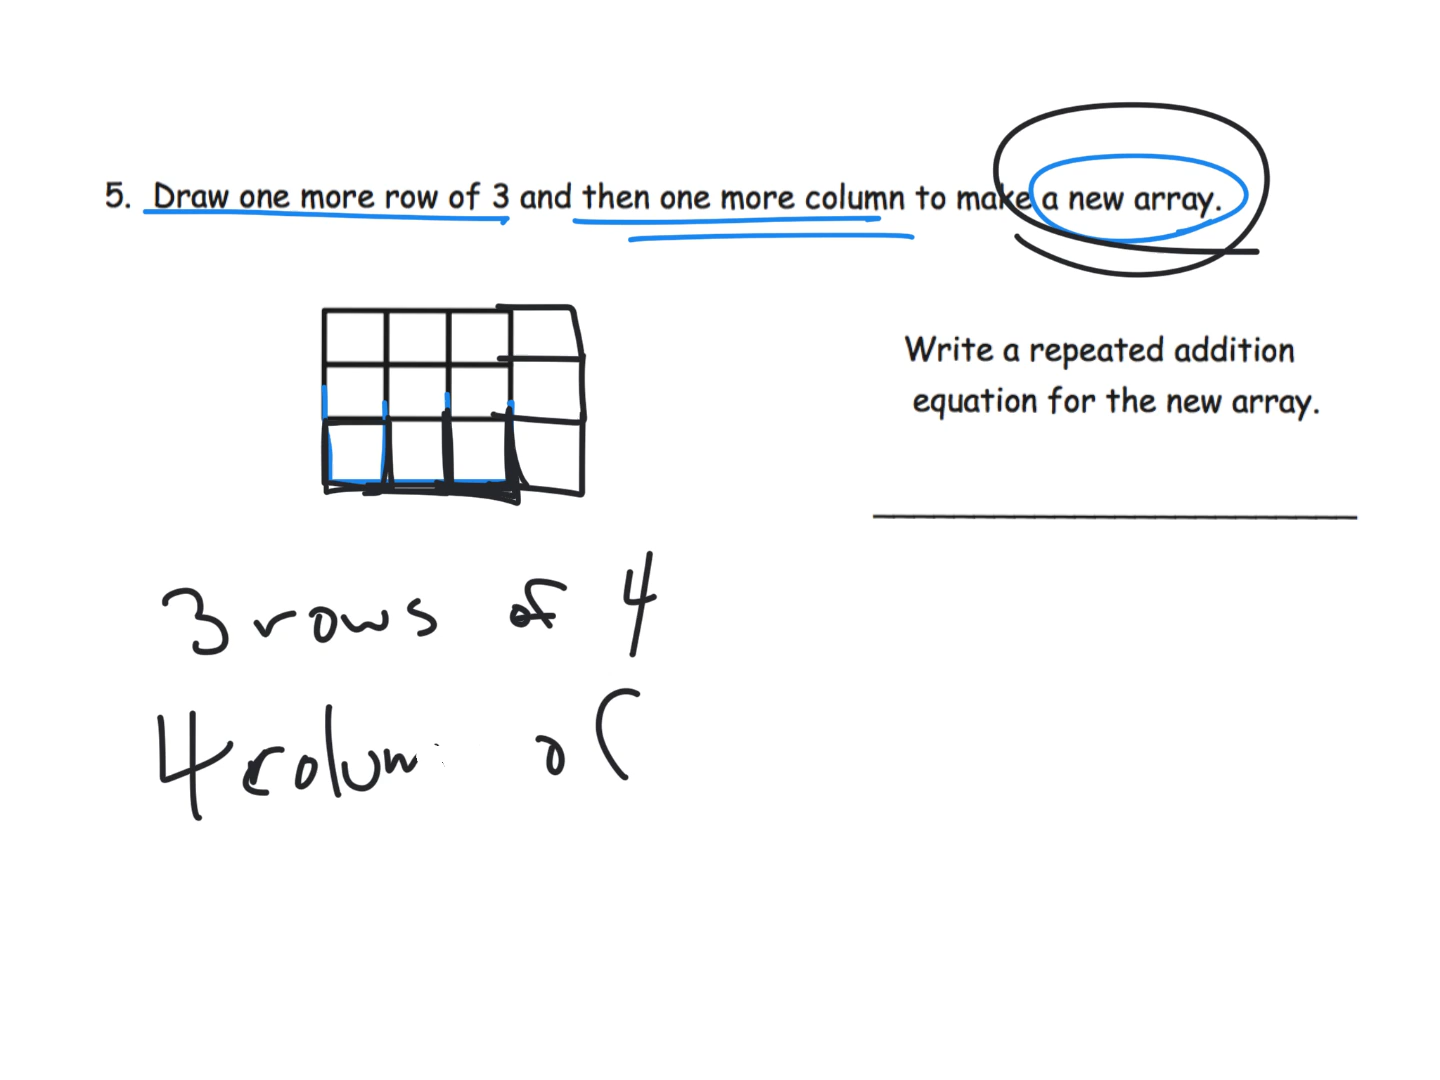 5. Draw one more row of 3 and then one more column to make a new array.
Write a repeated addition
equation for the new array.
3 rows of 4
4 colum of